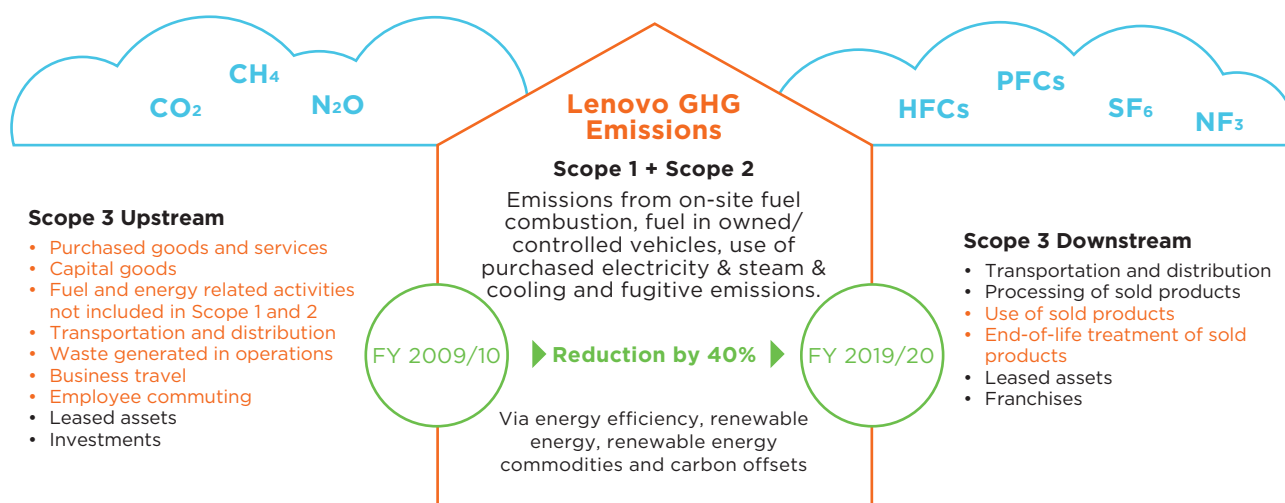 CH4
CO2
N2O
PFCs
HFCs
SF6
NF3
Lenovo GHG
Emissions
Scope 1 + Scope 2
Emissions from on-site fuel
combustion, fuel in owned/
controlled vehicles, use of
purchased electricity & steam &
cooling and fugitive emissions.
Scope 3 Upstream
• Purchased goods and services
• Capital goods
• Fuel and energy related activities
not included in Scope 1 and 2
• Transportation and distribution
• Waste generated in operations
• Business travel
• Employee commuting
• Leased assets
• Investments
FY 2009/10
Reduction by 40%
FY 2019/20
Via energy efficiency, renewable
energy, renewable energy
commodities and carbon offsets
Scope 3 Downstream
• Transportation and distribution
• Processing of sold products
• Use of sold products
• End-of-life treatment of sold
products
• Leased assets
• Franchises